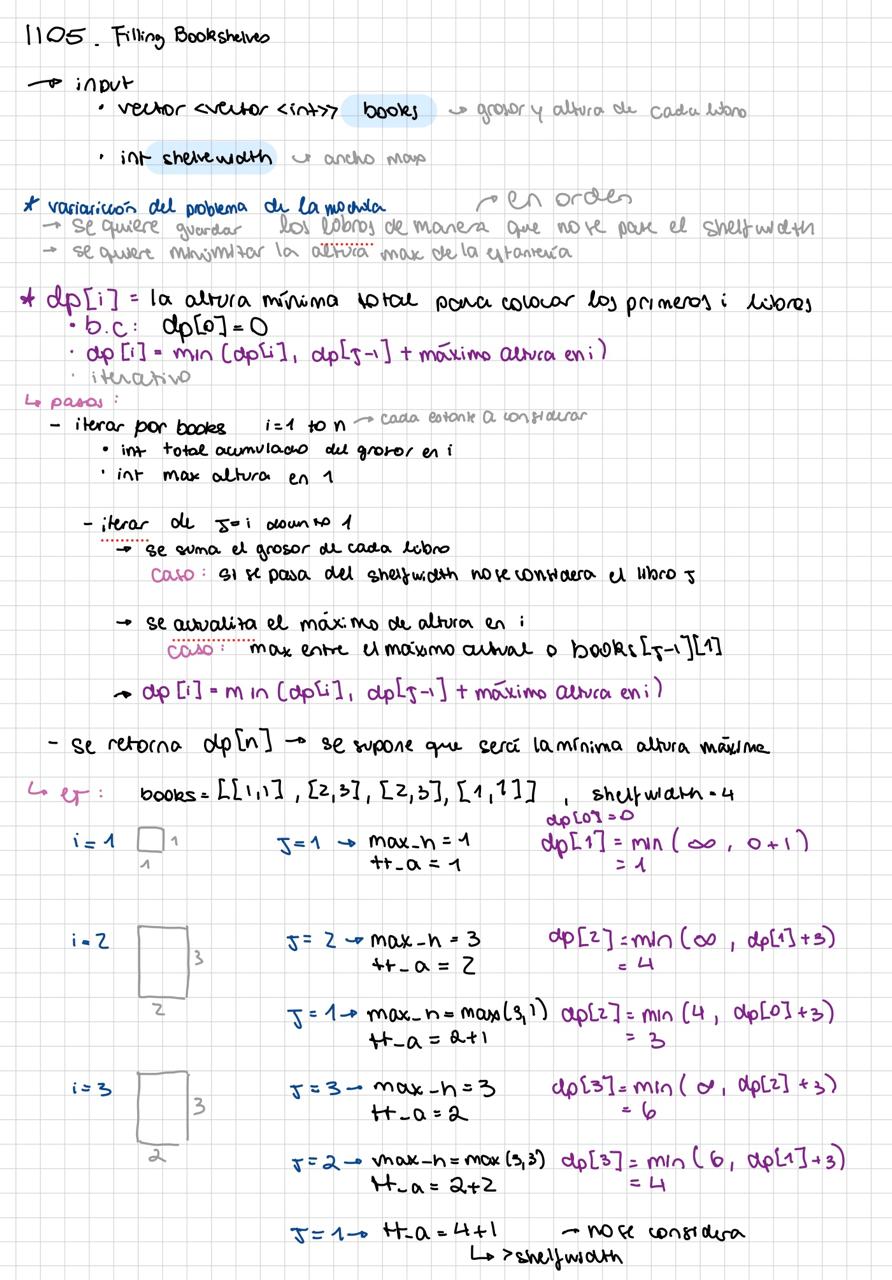 1105. Filling Bookshelves
→ input
• vector <vector <int>> books ↪ grosor y altura de cada libro
• int shelvewidth ↪ ancho max
* variarición del problema de la mochila → en orden
→ se quiere guardar los lobros de manera que no se pase el shelfwidth
→ se quiere minimizar la altura max de la estantería
* dp[i] = la altura mínima total para colocar los primeros i libros
• b.c: dp[0]=0
• dp[i]=min(dp[i], dp[j-1] + máximo altura en i)
• iterativo
↳ pasos:
- iterar por books i=1 to n → cada estante a considerar
• int total acumulado del grosor en i
• int max altura en 1
- iterar de j=i down to 1
→ se suma el grosor de cada libro
caso: si se pasa del shelfwidth no se considera el libro j
→ se actualiza el máximo de altura en i
caso: max entre el máximo actual o books[j-1][1]
→ dp[i]=min(dp[i], dp[j-1] + máximo altura en i)
- se retorna dp[n] → se supone que será la mínima altura máxima
↳ ej: books=[[1,1],[2,3],[2,3],[1,1]], shelfwidth=4
dp[0]=0
i=1 1 j=1 → max_h=1 dp[1]=min(∞, 0+1)
1 tt_a=1 =1
i=2 j=2 → max_h=3 dp[2]=min(∞, dp[1]+3)
3 tt_a=2 =4
2 j=1 → max_h=max(3,1) dp[2]=min(4, dp[0]+3)
tt_a=2+1 =3
i=3 3 j=3 → max_h=3 dp[3]=min(∞, dp[2]+3)
tt_a=2 =6
2 j=2 → max_h=max(3,3) dp[3]=min(6, dp[1]+3)
tt_a=2+2 =4
j=1 → tt_a=4+1 → no se considera
↳ >shelfwidth